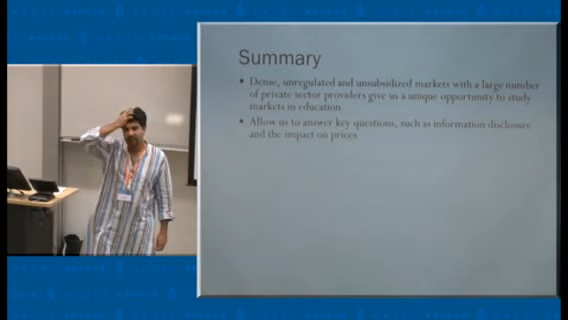 Summary
• Dense, unregulated and unsubsidized markets with a large number
of private sector providers give us a unique opportunity to study
markets in education
• Allow us to answer key questions, such as information disclosure
and the impact on prices